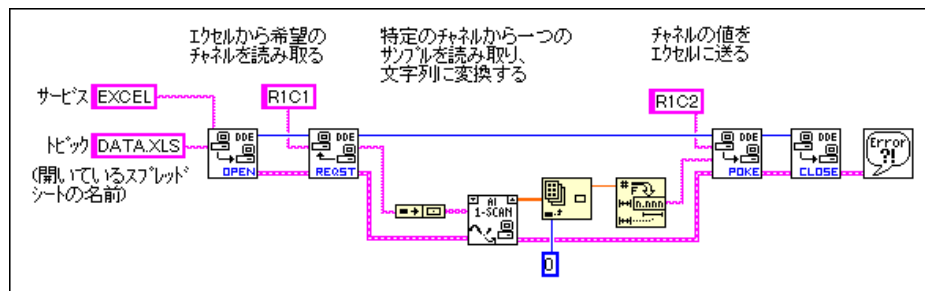 エクセルから希望の
チャネルを読み取る
特定のチャネルから一つの
サンプルを読み取り、
文字列に変換する
チャネルの値を
エクセルに送る
サービス EXCEL
R1C1
R1C2
トピック DATA.XLS
(開いているスプレッド
シートの名前)
DDE
OPEN
DDE
REQST
AI
1-SCAN
0
#
F
n.nnn
DDE
POKE
DDE
CLOSE
Error
?!